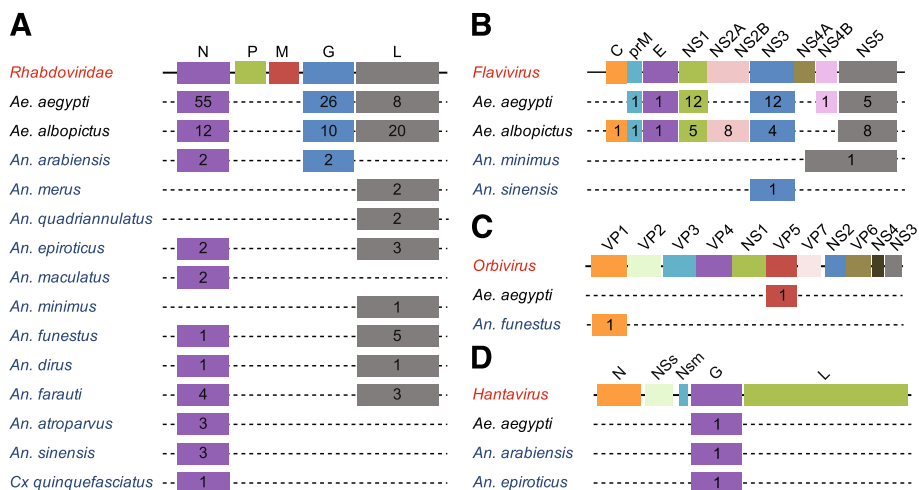 A
N P M G L
Rhabdoviridae
Ae. aegypti 55 26 8
Ae. albopictus 12 10 20
An. arabiensis 2 2
An. merus 2
An. quadriannulatus 2
An. epiroticus 2 3
An. maculatus 2
An. minimus 1
An. funestus 1 5
An. dirus 1 1
An. farauti 4 3
An. atroparvus 3
An. sinensis 3
Cx quinquefasciatus 1
B
C prM E NS1 NS2A NS2B NS3 NS4A NS4B NS5
Flavivirus
Ae. aegypti 1 1 12 12 1 5
Ae. albopictus 1 1 1 5 8 4 8
An. minimus 1
An. sinensis 1
C
VP1 VP2 VP3 VP4 NS1 VP5 VP7 NS2 VP6 NS4 NS3
Orbivirus
Ae. aegypti 1
An. funestus 1
D
N NSs Nsm G L
Hantavirus
Ae. aegypti 1
An. arabiensis 1
An. epiroticus 1